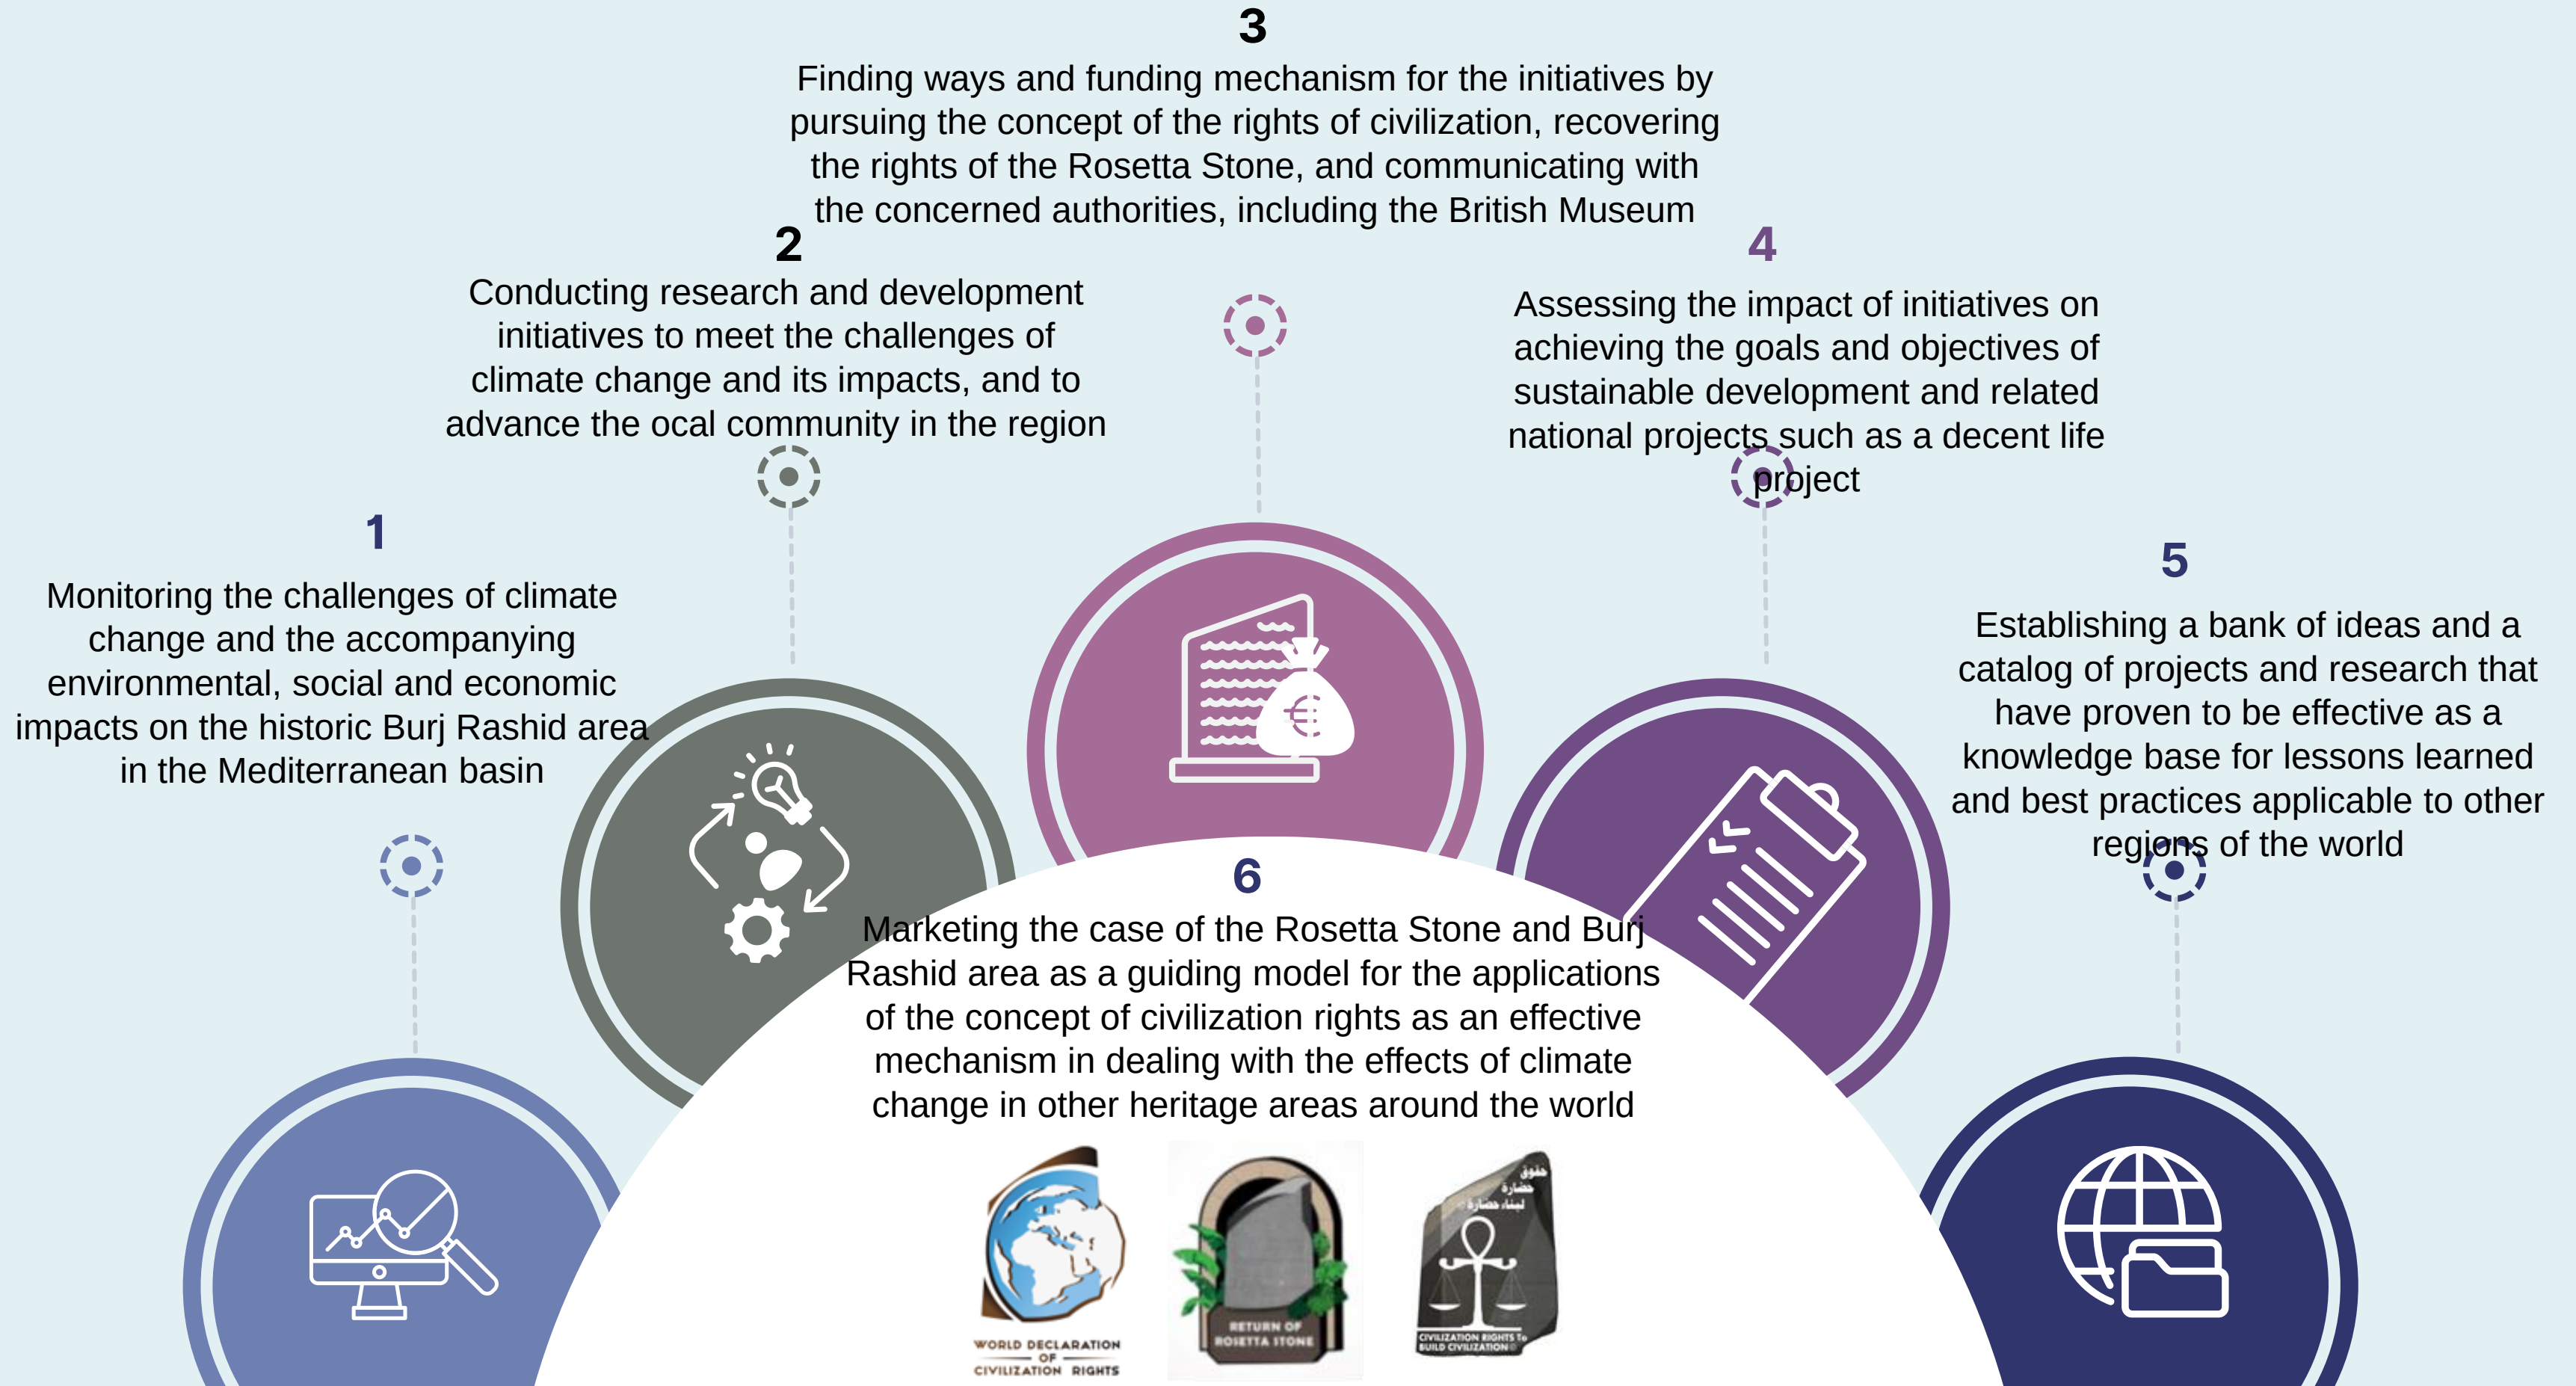 3
Finding ways and funding mechanism for the initiatives by
pursuing the concept of the rights of civilization, recovering
the rights of the Rosetta Stone, and communicating with
the concerned authorities, including the British Museum
2
Conducting research and development
initiatives to meet the challenges of
climate change and its impacts, and to
advance the ocal community in the region
4
Assessing the impact of initiatives on
achieving the goals and objectives of
sustainable development and related
national projects such as a decent life
project
1
Monitoring the challenges of climate
change and the accompanying
environmental, social and economic
impacts on the historic Burj Rashid area
in the Mediterranean basin
5
Establishing a bank of ideas and a
catalog of projects and research that
have proven to be effective as a
knowledge base for lessons learned
and best practices applicable to other
regions of the world
6
Marketing the case of the Rosetta Stone and Burj
Rashid area as a guiding model for the applications
of the concept of civilization rights as an effective
mechanism in dealing with the effects of climate
change in other heritage areas around the world
WORLD DECLARATION
OF
CIVILIZATION RIGHTS
RETURN OF
ROSETTA STONE
حقوق
حضارة
لبناء حضارة
CIVILIZATION RIGHTS To
BUILD CIVILIZATION©